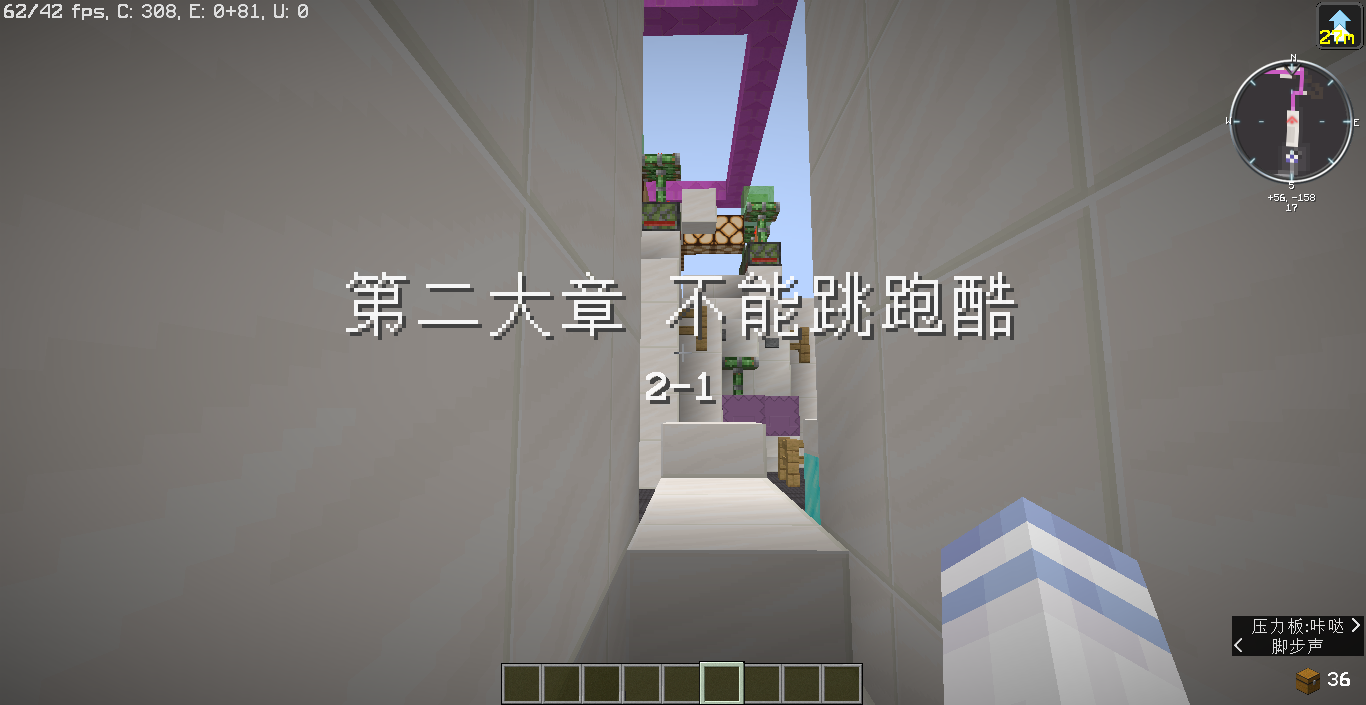 62/42 fps, C: 308, E: 0+81, U: 0
27m
N
W
E
S
+56, -158
17
第二大章 不能跳跑酷
2-1
压力板:咔哒 >
< 脚步声
36